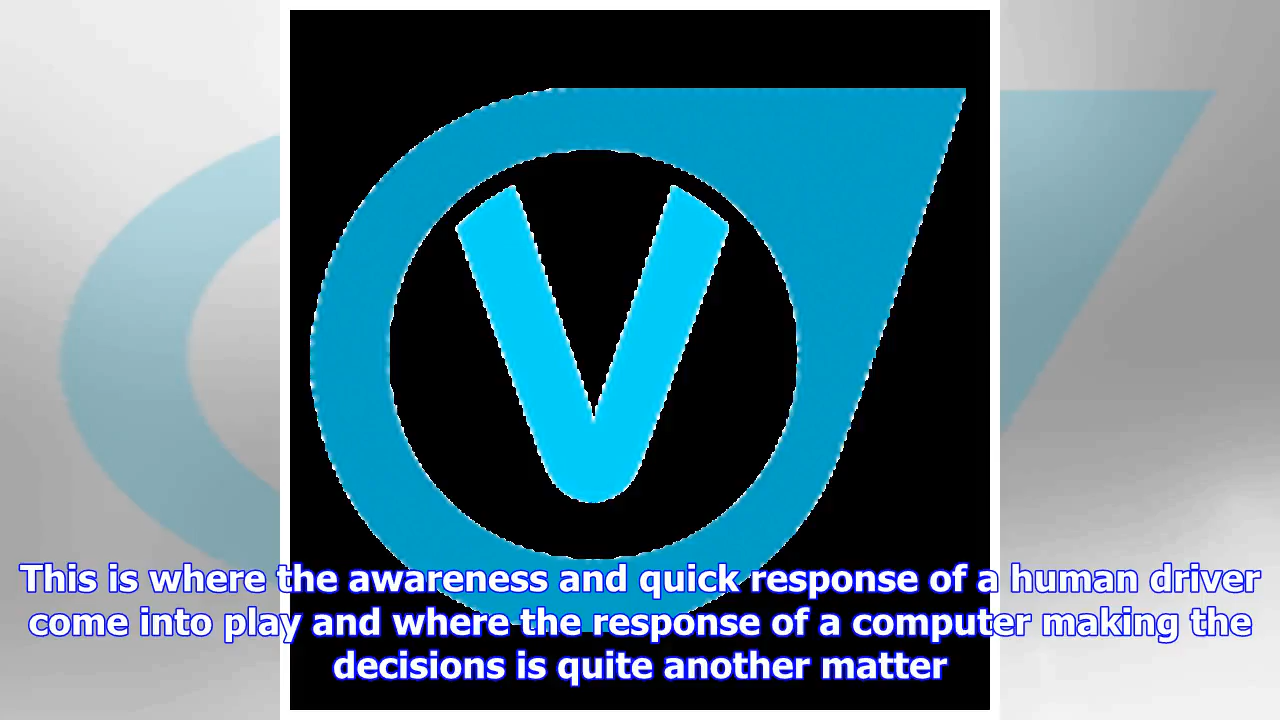 V
This is where the awareness and quick response of a human driver
come into play and where the response of a computer making the
decisions is quite another matter